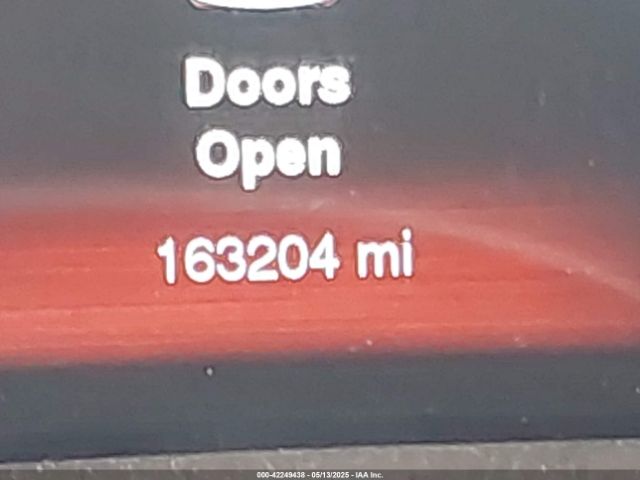 Doors
Open
163204 mi
000-42249438 - 05/13/2025 - IAA Inc.